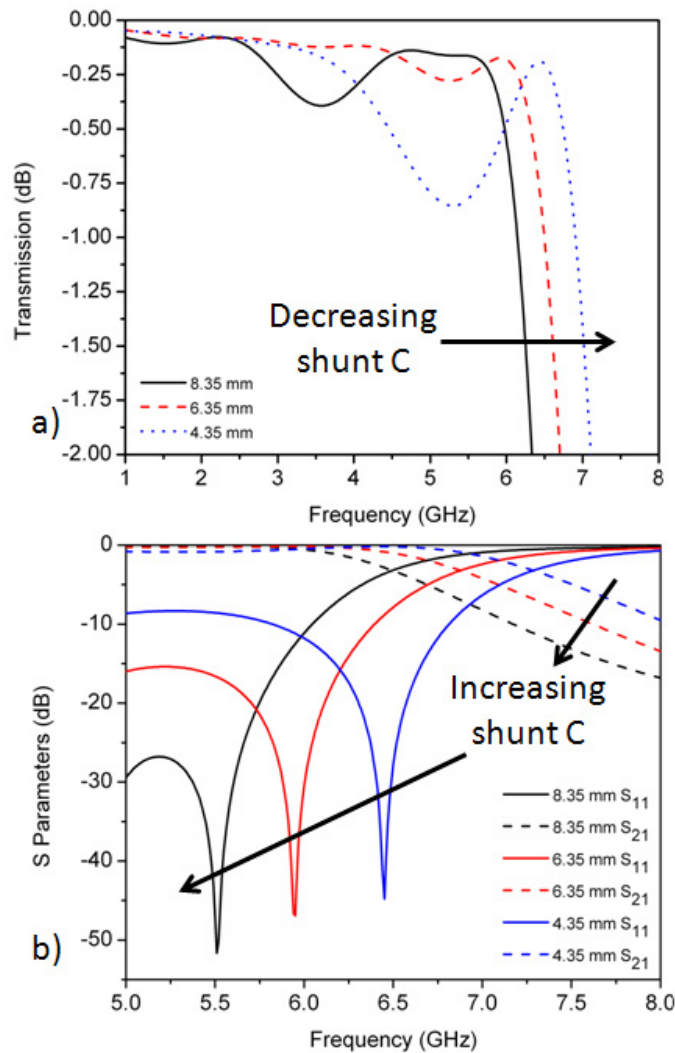 0.00
-0.25
-0.50
-0.75
-1.00
-1.25
-1.50
-1.75
-2.00
Transmission (dB)
Decreasing
shunt C
8.35 mm
6.35 mm
4.35 mm
a)
1 2 3 4 5 6 7 8
Frequency (GHz)
0
-10
-20
-30
-40
-50
S Parameters (dB)
Increasing
shunt C
8.35 mm S11
8.35 mm S21
6.35 mm S11
6.35 mm S21
4.35 mm S11
4.35 mm S21
b)
5.0 5.5 6.0 6.5 7.0 7.5 8.0
Frequency (GHz)